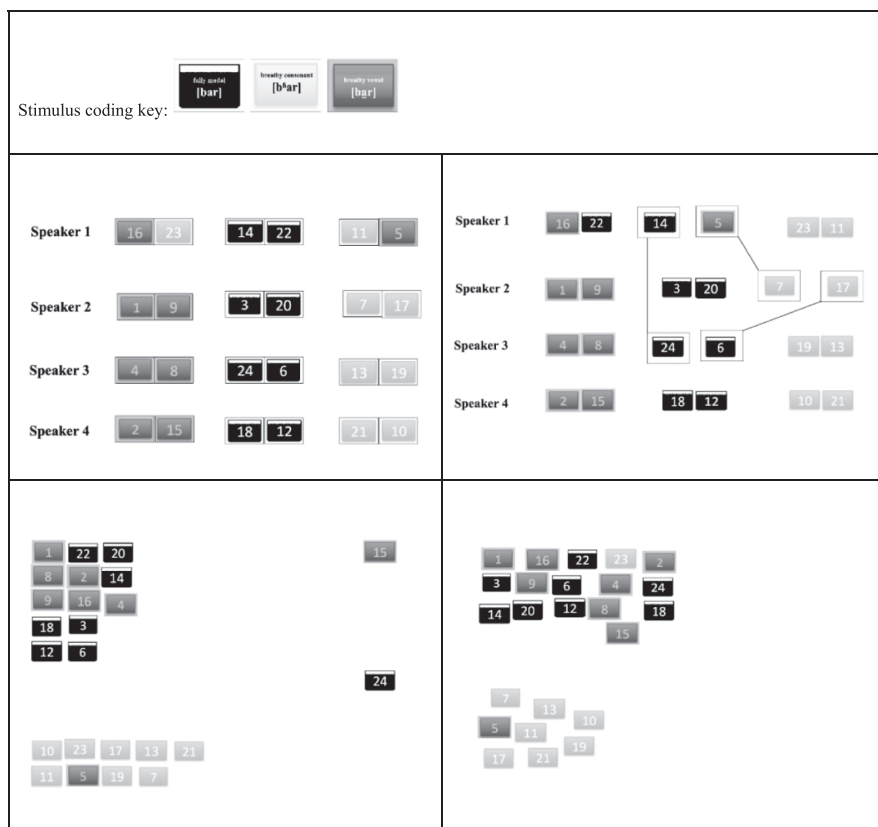 fully modal
[bar]
breathy consonant
[bʱar]
breathy vowel
[ba̤r]
Stimulus coding key:
Speaker 1 16 23 14 22 11 5
Speaker 2 1 9 3 20 7 17
Speaker 3 4 8 24 6 13 19
Speaker 4 2 15 18 12 21 10
Speaker 1 16 22 14 5 23 11
Speaker 2 1 9 3 20 7 17
Speaker 3 4 8 24 6 19 13
Speaker 4 2 15 18 12 10 21
1 22 20 15
8 2 14
9 16 4
18 3
12 6
24
10 23 17 13 21
11 5 19 7
1 16 22 23 2
3 9 6 4 24
14 20 12 8 18
15
7 13 10
5 11 19
17 21